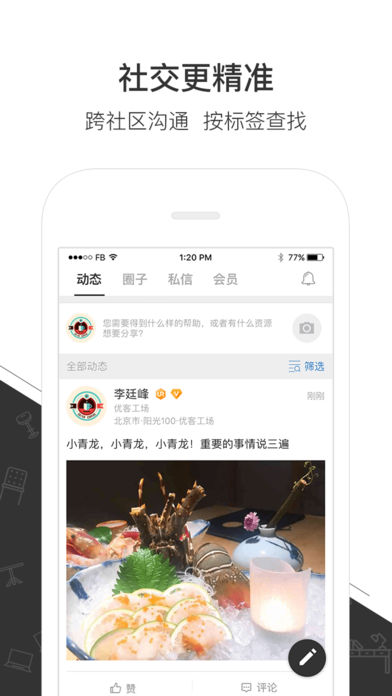 社交更精准
跨社区沟通 按标签查找
FB 1:20 PM 77%
动态 圈子 私信 会员
您需要得到什么样的帮助，或者有什么资源
想要分享？
全部动态 筛选
李廷峰 UR V 刚刚
优客工场
北京市·阳光100·优客工场
小青龙，小青龙，小青龙！重要的事情说三遍
赞 评论